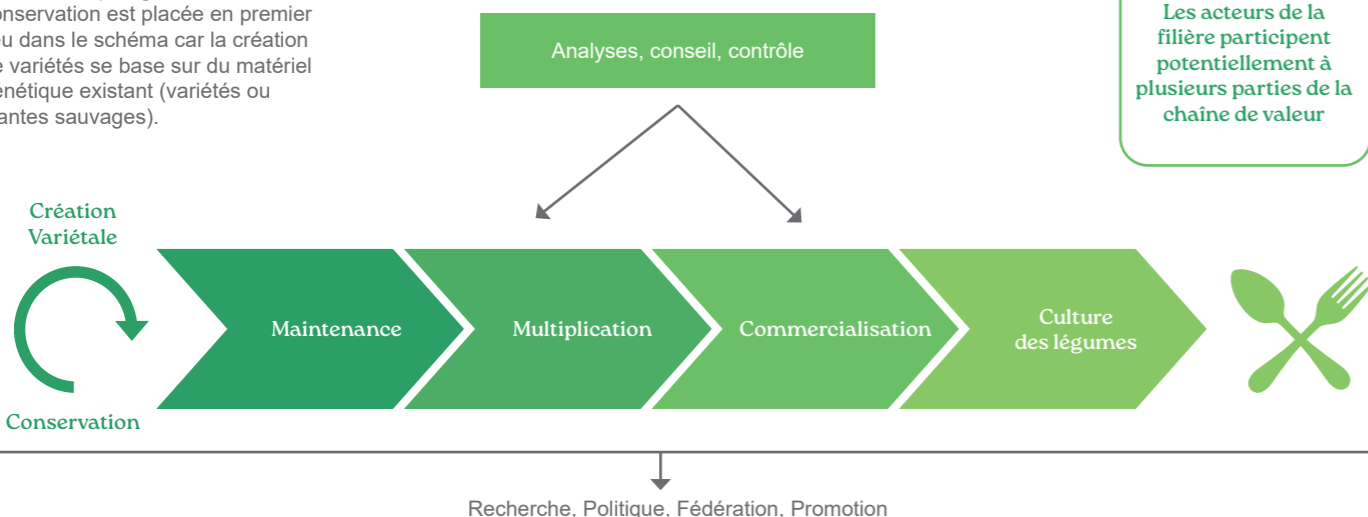 onservation est placée en premier
eu dans le schéma car la création
e variétés se base sur du matériel
énétique existant (variétés ou
antes sauvages).
Analyses, conseil, contrôle
Les acteurs de la
filière participent
potentiellement à
plusieurs parties de la
chaîne de valeur
Création
Variétale
Conservation
Maintenance
Multiplication
Commercialisation
Culture
des légumes
Recherche, Politique, Fédération, Promotion